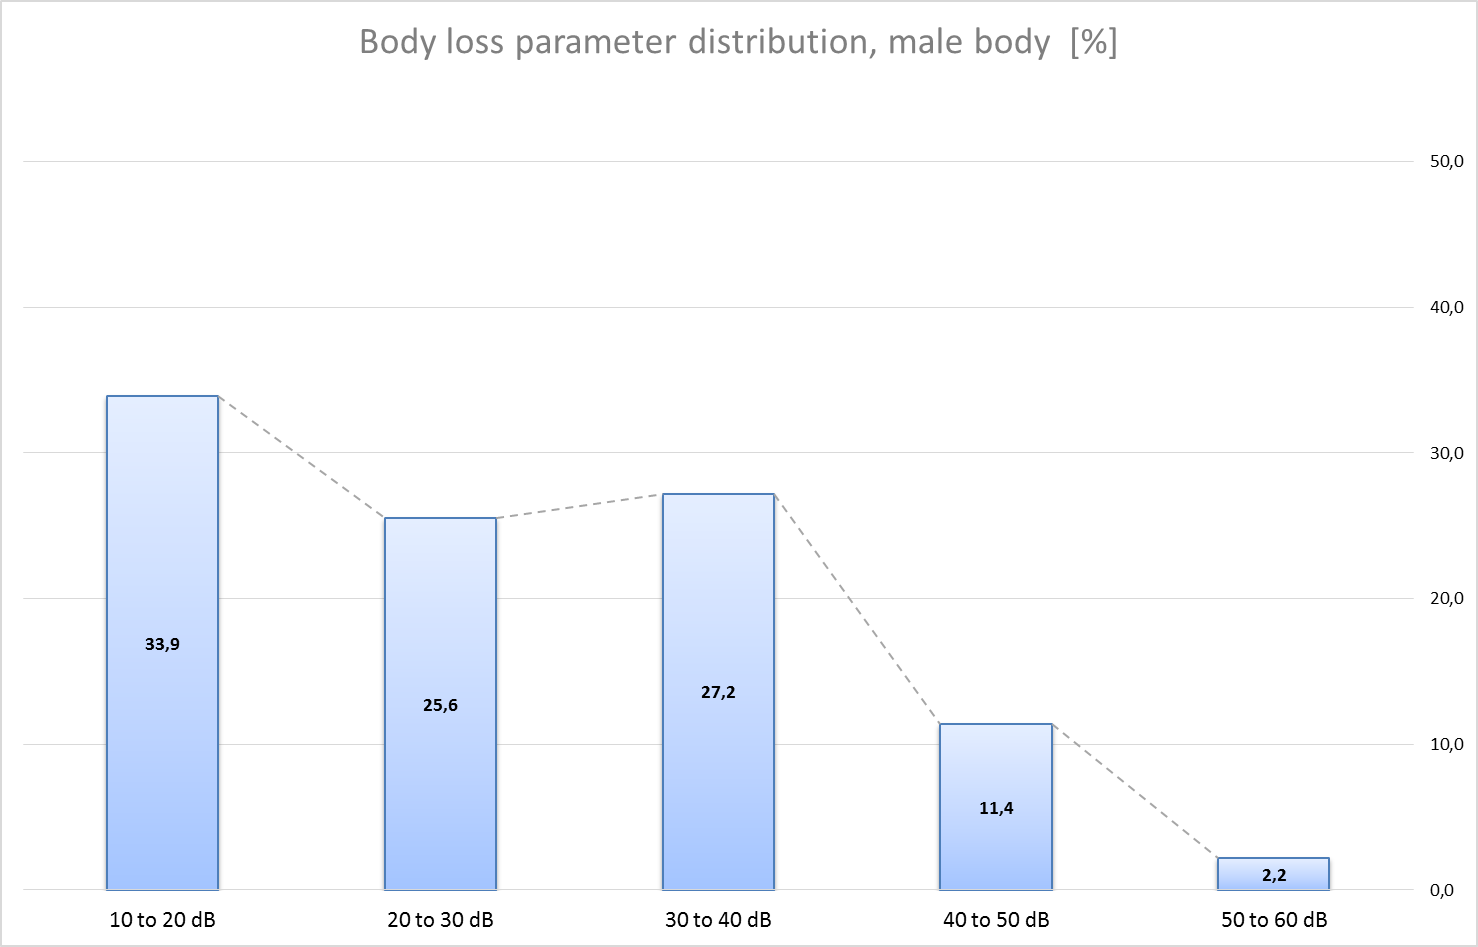 Body loss parameter distribution, male body [%]
50,0
40,0
30,0
20,0
10,0
0,0
33,9
25,6
27,2
11,4
2,2
10 to 20 dB
20 to 30 dB
30 to 40 dB
40 to 50 dB
50 to 60 dB